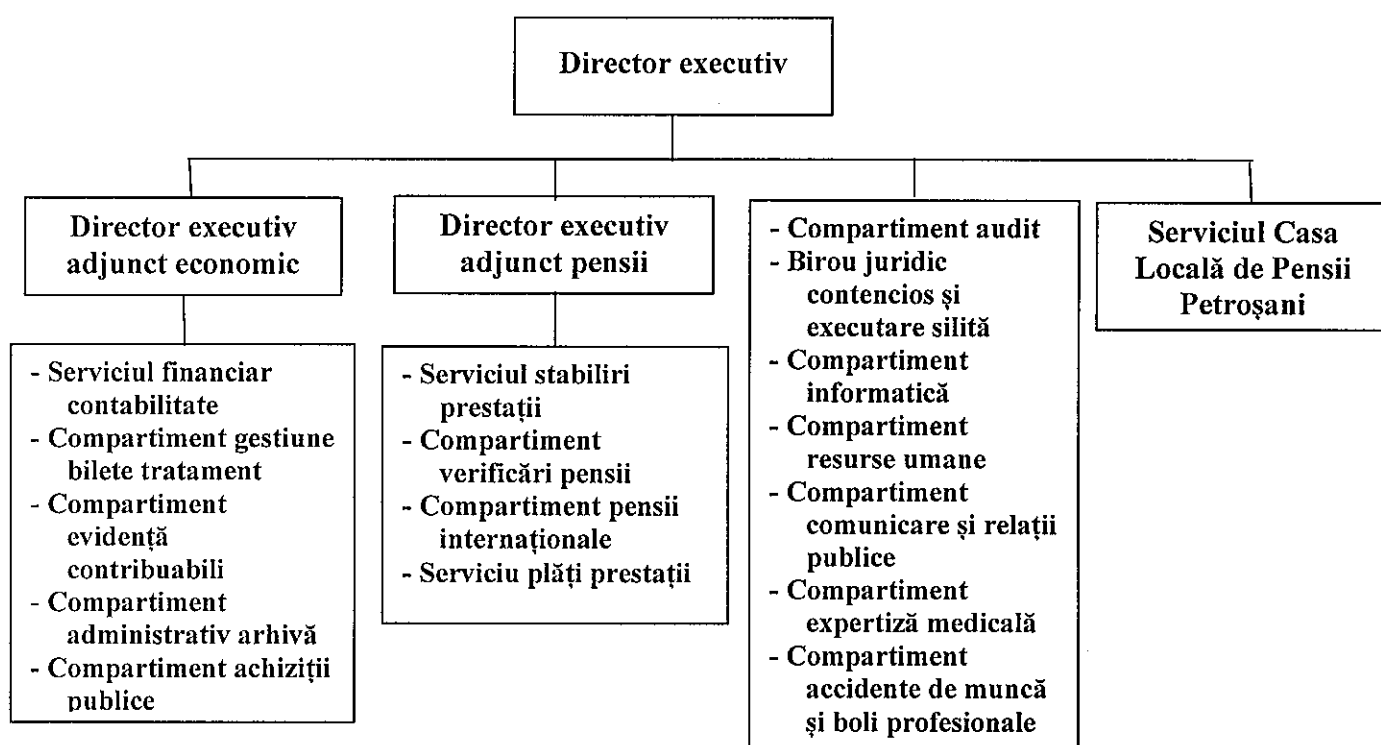 Director executiv
Director executiv
adjunct economic
- Serviciul financiar
contabilitate
- Compartiment gestiune
bilete tratament
- Compartiment
evidență
contribuabili
- Compartiment
administrativ arhivă
- Compartiment achiziții
publice
Director executiv
adjunct pensii
- Serviciul stabiliri
prestații
- Compartiment
verificări pensii
- Compartiment pensii
internaționale
- Serviciu plăți prestații
- Compartiment audit
- Birou juridic
contencios și
executare silită
- Compartiment
informatică
- Compartiment
resurse umane
- Compartiment
comunicare și relații
publice
- Compartiment
expertiză medicală
- Compartiment
accidente de muncă
și boli profesionale
Serviciul Casa
Locală de Pensii
Petroșani